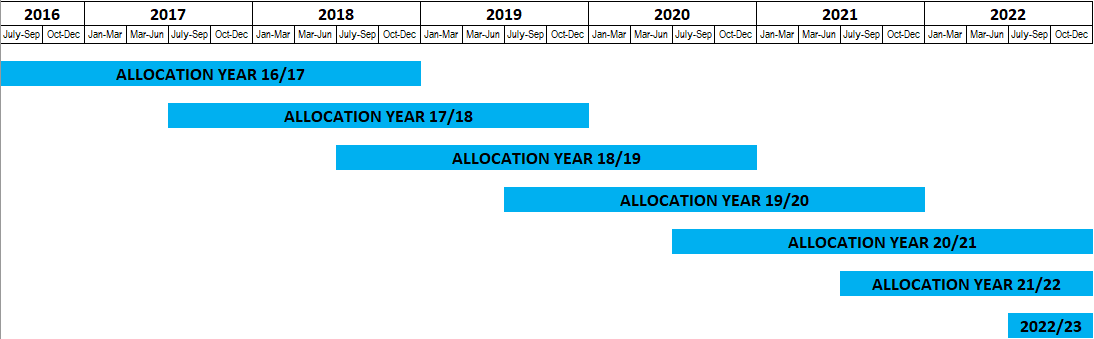 2016 2017 2018 2019 2020 2021 2022
July-Sep Oct-Dec Jan-Mar Mar-Jun July-Sep Oct-Dec Jan-Mar Mar-Jun July-Sep Oct-Dec Jan-Mar Mar-Jun July-Sep Oct-Dec Jan-Mar Mar-Jun July-Sep Oct-Dec Jan-Mar Mar-Jun July-Sep Oct-Dec Jan-Mar Mar-Jun July-Sep Oct-Dec
ALLOCATION YEAR 16/17
ALLOCATION YEAR 17/18
ALLOCATION YEAR 18/19
ALLOCATION YEAR 19/20
ALLOCATION YEAR 20/21
ALLOCATION YEAR 21/22
2022/23